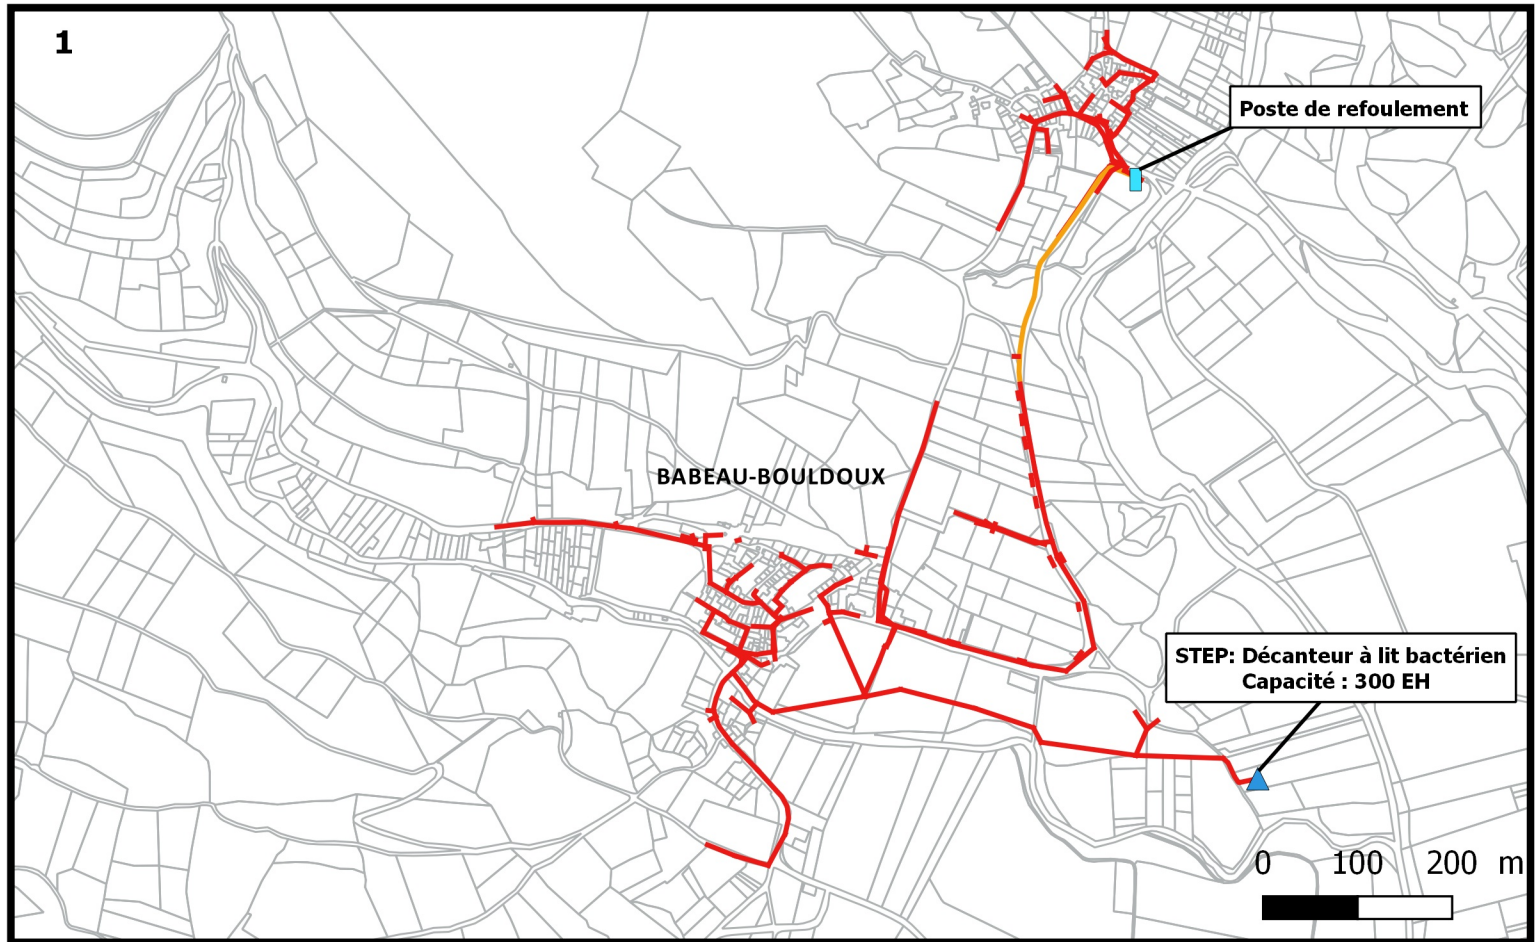 1
Poste de refoulement
BABEAU-BOULDOUX
STEP: Décanteur à lit bactérien
Capacité : 300 EH
0 100 200 m